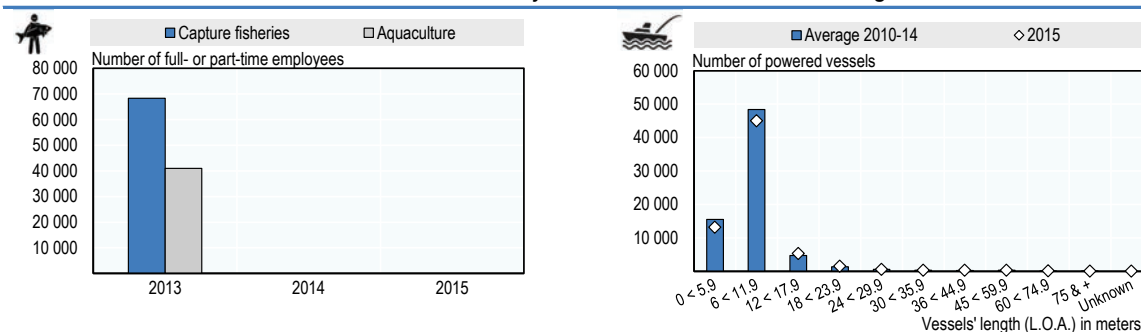 Capture fisheries
Aquaculture
Number of full- or part-time employees
80 000
70 000
60 000
50 000
40 000
30 000
20 000
10 000
2013
2014
2015
Average 2010-14
2015
Number of powered vessels
60 000
50 000
40 000
30 000
20 000
10 000
0 < 5.9
6 < 11.9
12 < 17.9
18 < 23.9
24 < 29.9
30 < 35.9
36 < 44.9
45 < 59.9
60 < 74.9
75 & +
Unknown
Vessels' length (L.O.A.) in meters